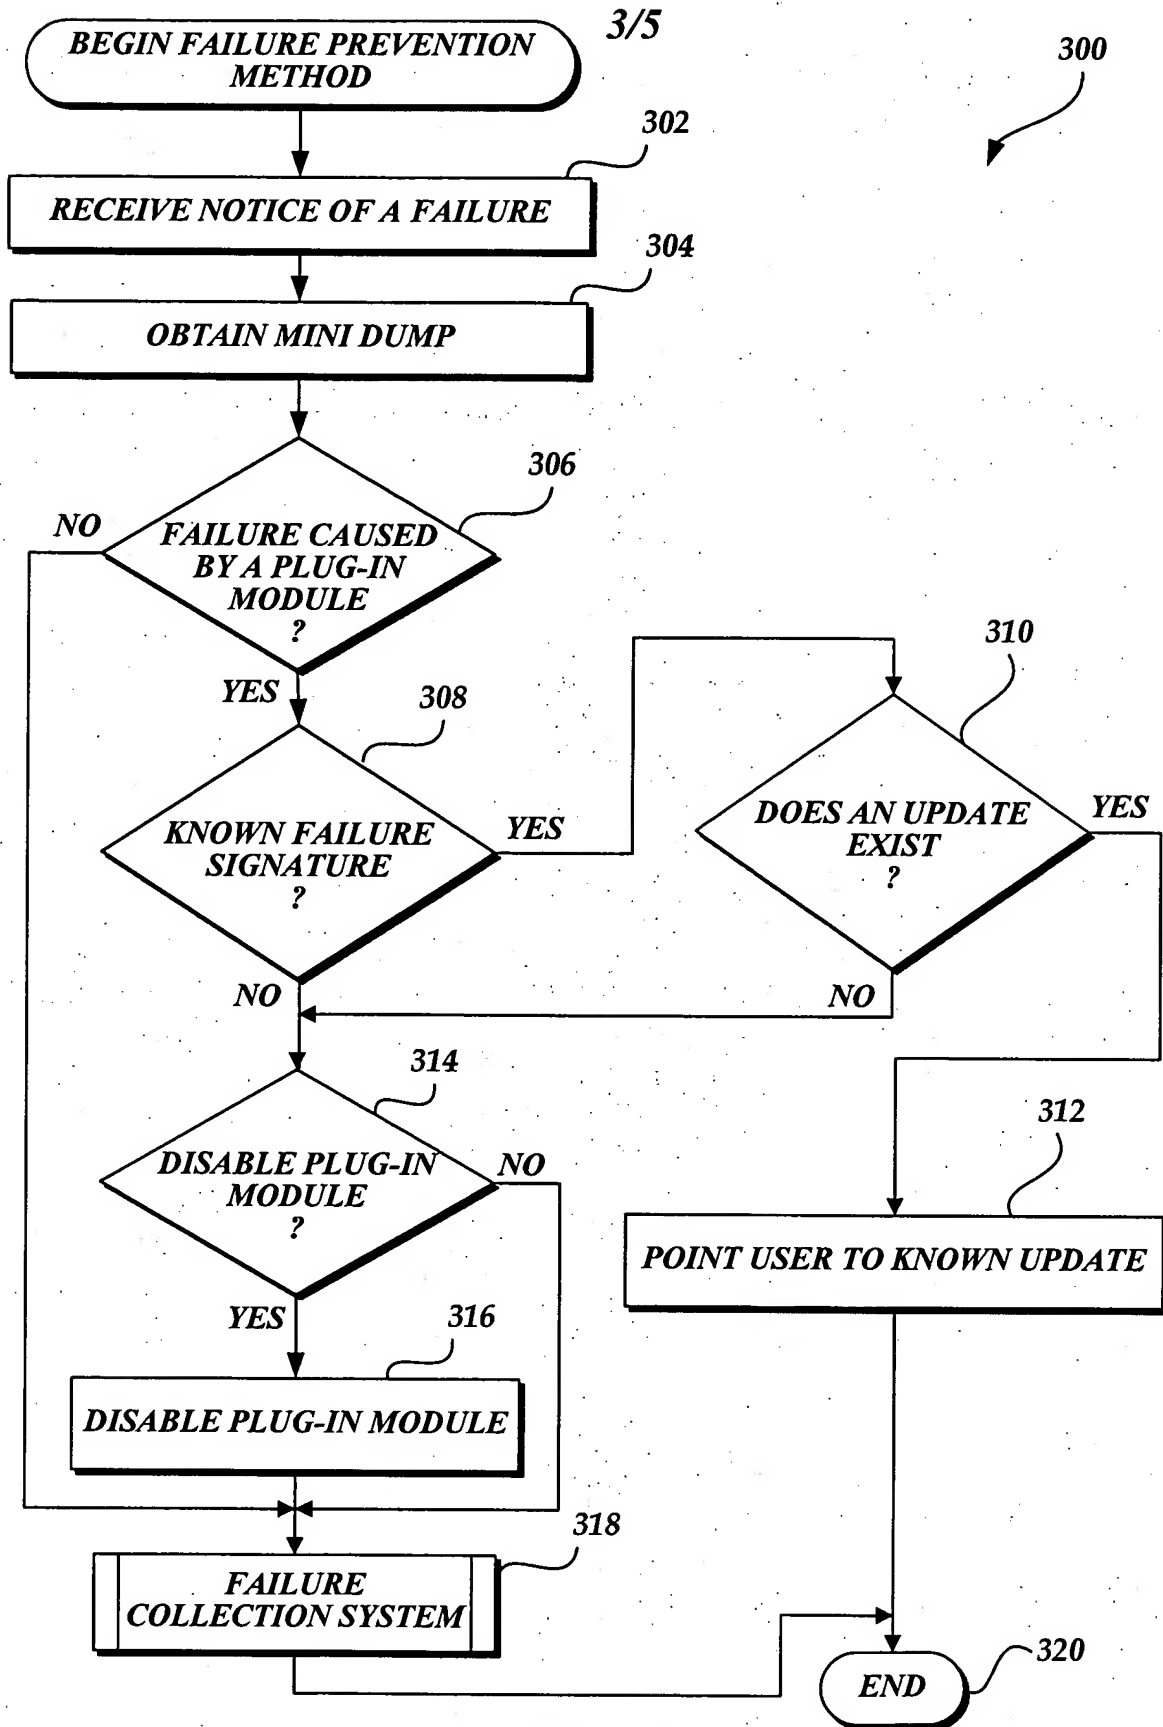 3/5
BEGIN FAILURE PREVENTION
METHOD
300
302
RECEIVE NOTICE OF A FAILURE
304
OBTAIN MINI DUMP
306
NO
FAILURE CAUSED
BY A PLUG-IN
MODULE
?
YES
308
310
KNOWN FAILURE
SIGNATURE
?
YES
DOES AN UPDATE
EXIST
?
YES
NO
NO
314
DISABLE PLUG-IN
MODULE
?
NO
312
POINT USER TO KNOWN UPDATE
YES
316
DISABLE PLUG-IN MODULE
318
FAILURE
COLLECTION SYSTEM
320
END